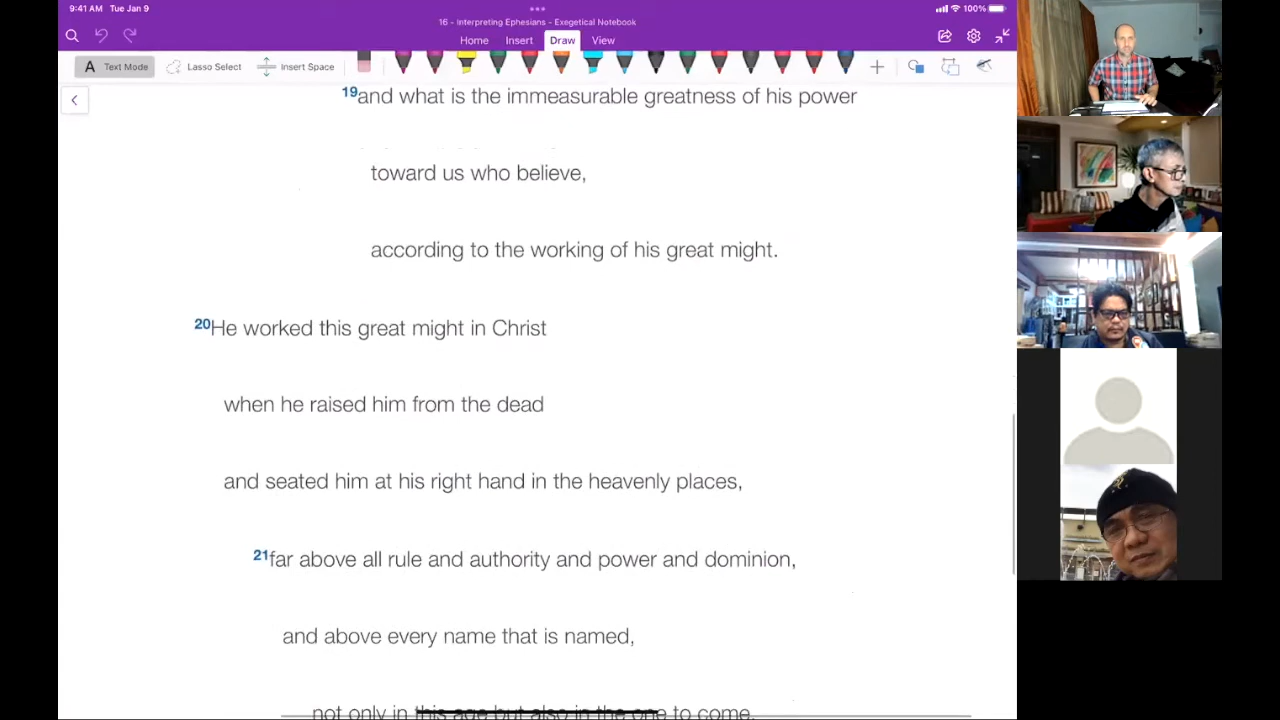 9:41 AM Tue Jan 9
100%
16 - Interpreting Ephesians - Exegetical Notebook
Home Insert Draw View
A Text Mode Lasso Select Insert Space
19and what is the immeasurable greatness of his power
toward us who believe,
according to the working of his great might.
20He worked this great might in Christ
when he raised him from the dead
and seated him at his right hand in the heavenly places,
21far above all rule and authority and power and dominion,
and above every name that is named,
not only in this age but also in the one to come.